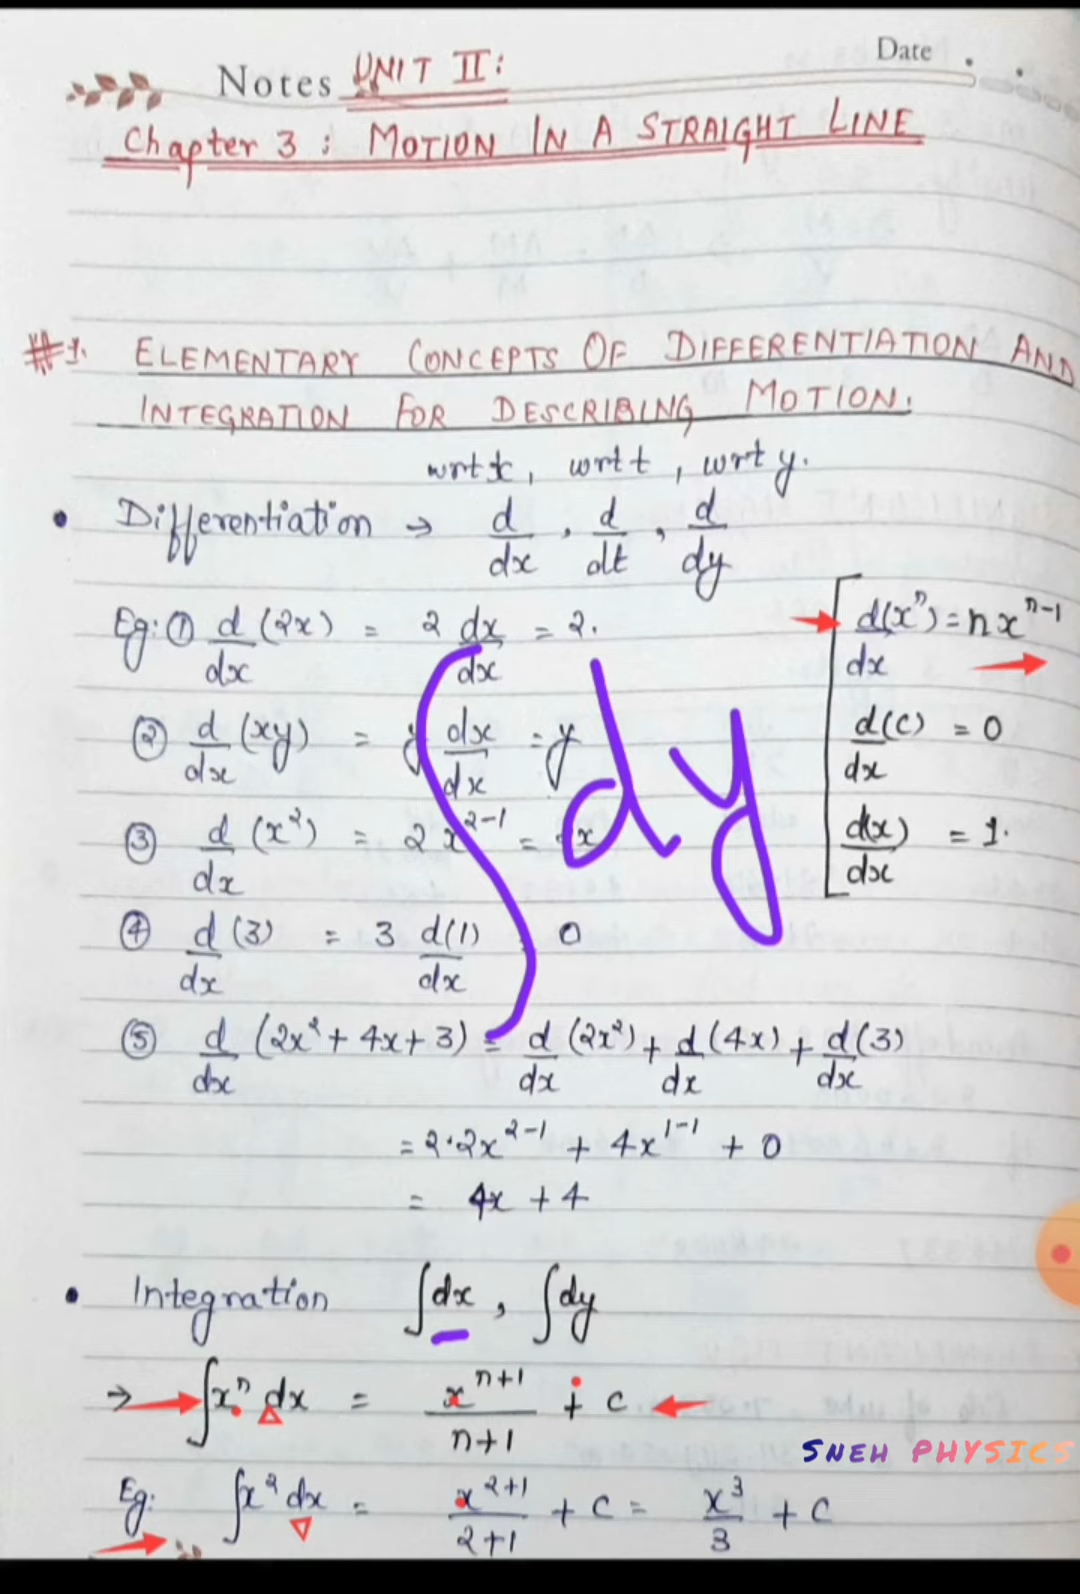 Notes UNIT II:
Date
Chapter 3 : MOTION IN A STRAIGHT LINE
#1. ELEMENTARY CONCEPTS OF DIFFERENTIATION AND
INTEGRATION FOR DESCRIBING MOTION.
wrt x, wrt t, wrt y.
• Differentiation → d/dx , d/dt , d/dy
Eg: ① d/dx (2x) = 2 dx/dx = 2.
d(xⁿ)/dx = nxⁿ⁻¹
② d/dx (xy) = y dx/dx = y
d(c)/dx = 0
③ d/dx (x²) = 2x²⁻¹ = 2x
d(x)/dx = 1.
∫dy
④ d/dx (3) = 3 d(1)/dx = 0
⑤ d/dx (2x² + 4x + 3) = d/dx (2x²) + d/dx (4x) + d/dx (3)
= 2·2x²⁻¹ + 4x¹⁻¹ + 0
= 4x + 4
• Integration ∫dx , ∫dy
→ ∫xⁿ dx = xⁿ⁺¹/n+1 + C
SNEH PHYSICS
Eg: ∫x² dx = x²⁺¹/2+1 + C = x³/3 + C